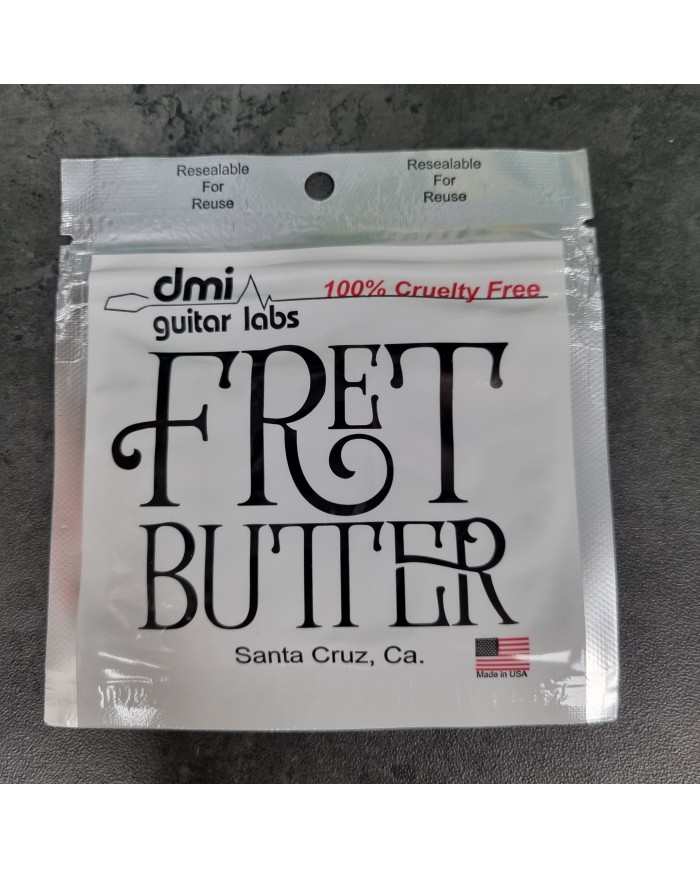 Resealable
For
Reuse
Resealable
For
Reuse
dmi
guitar labs
100% Cruelty Free
FRET
BUTTER
Santa Cruz, Ca.
Made in USA